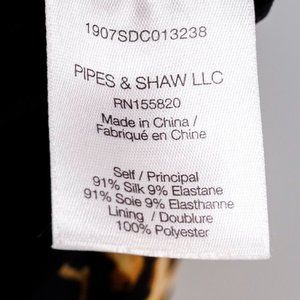 1907SDC013238
PIPES & SHAW LLC
RN155820
Made in China /
Fabriqué en Chine
Self / Principal
91% Silk 9% Elastane
91% Soie 9% Elasthanne
Lining / Doublure
100% Polyester